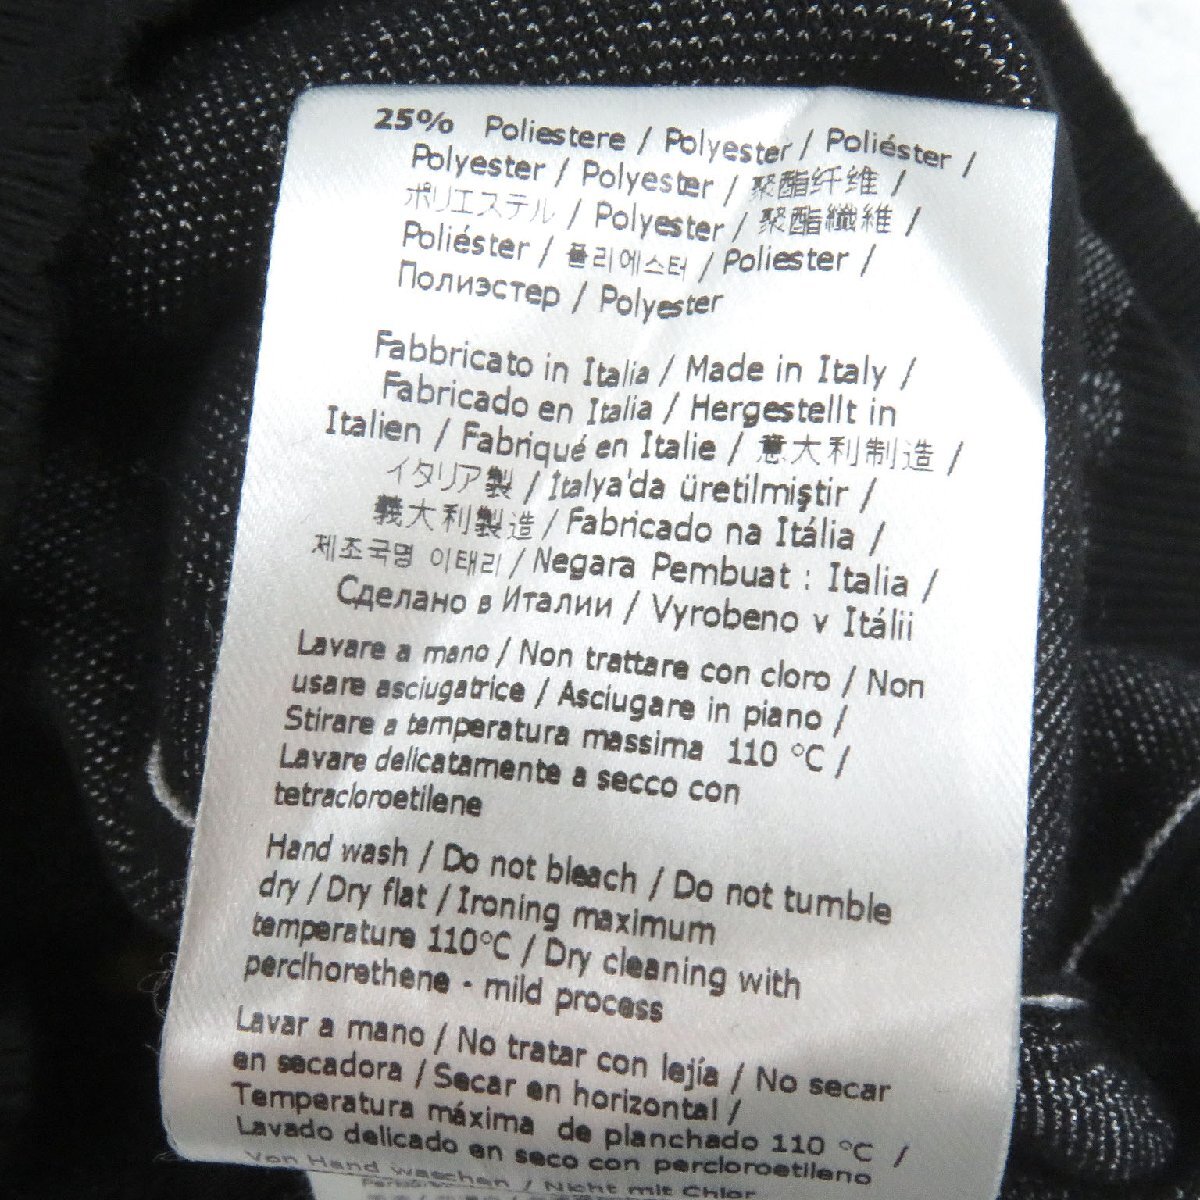 25% Poliestere / Polyester / Poliéster /
Polyester / Polyester / 聚酯纤维 /
ポリエステル / Polyester / 聚酯纖維 /
Poliéster / 폴리에스터 / Poliester /
Полиэстер / Polyester
Fabbricato in Italia / Made in Italy /
Fabricado en Italia / Hergestellt in
Italien / Fabriqué en Italie / 意大利制造 /
イタリア製 / Italya'da üretilmiştir /
義大利製造 / Fabricado na Itália /
제조국명 이태리 / Negara Pembuat : Italia /
Сделано в Италии / Vyrobeno v Itálii
Lavare a mano / Non trattare con cloro / Non
usare asciugatrice / Asciugare in piano /
Stirare a temperatura massima 110 °C /
Lavare delicatamente a secco con
tetracloroetilene
Hand wash / Do not bleach / Do not tumble
dry / Dry flat / Ironing maximum
temperature 110°C / Dry cleaning with
perclhorethene - mild process
Lavar a mano / No tratar con lejía / No secar
en secadora / Secar en horizontal /
Temperatura máxima de planchado 110 °C /
Lavado delicado en seco con percloroetileno
Von Hand waschen / Nicht mit Chlor